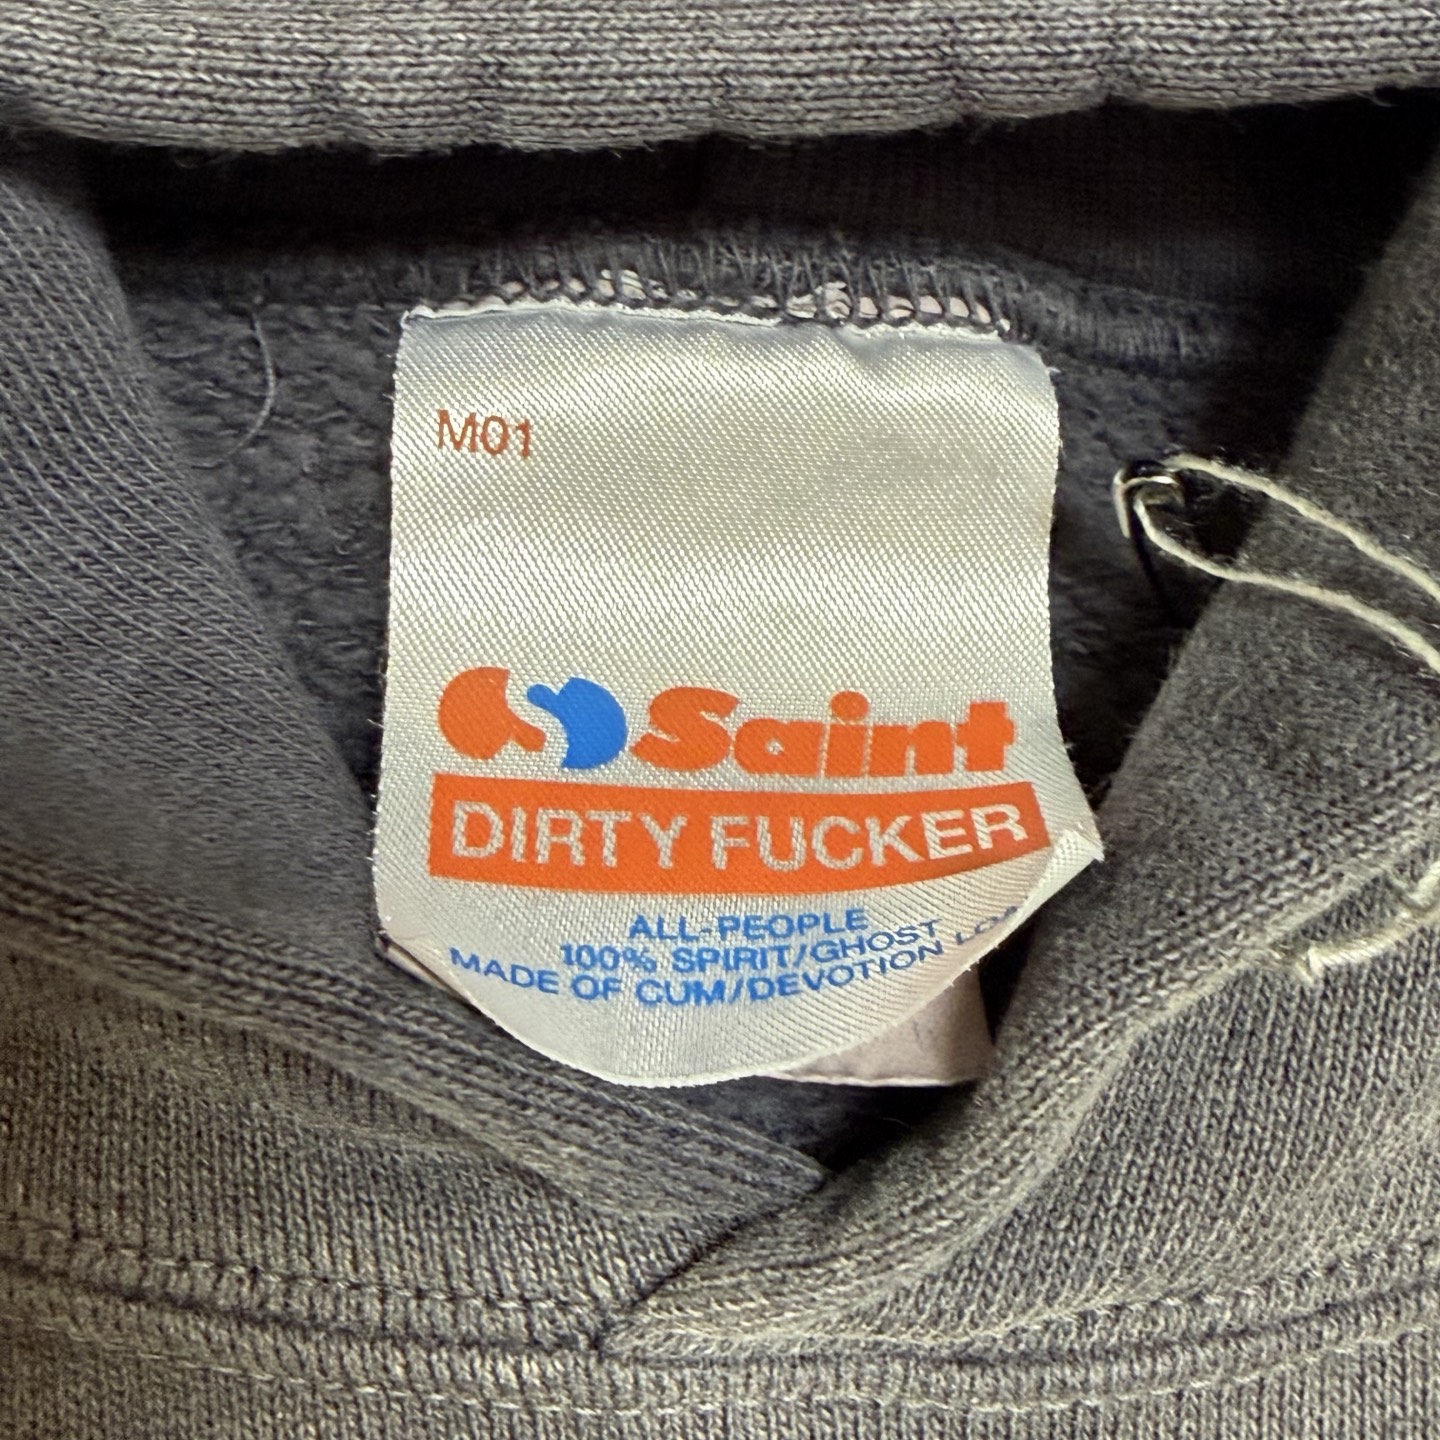 M01
Saint
DIRTY FUCKER
ALL-PEOPLE
100% SPIRIT/GHOST
MADE OF CUM/DEVOTION